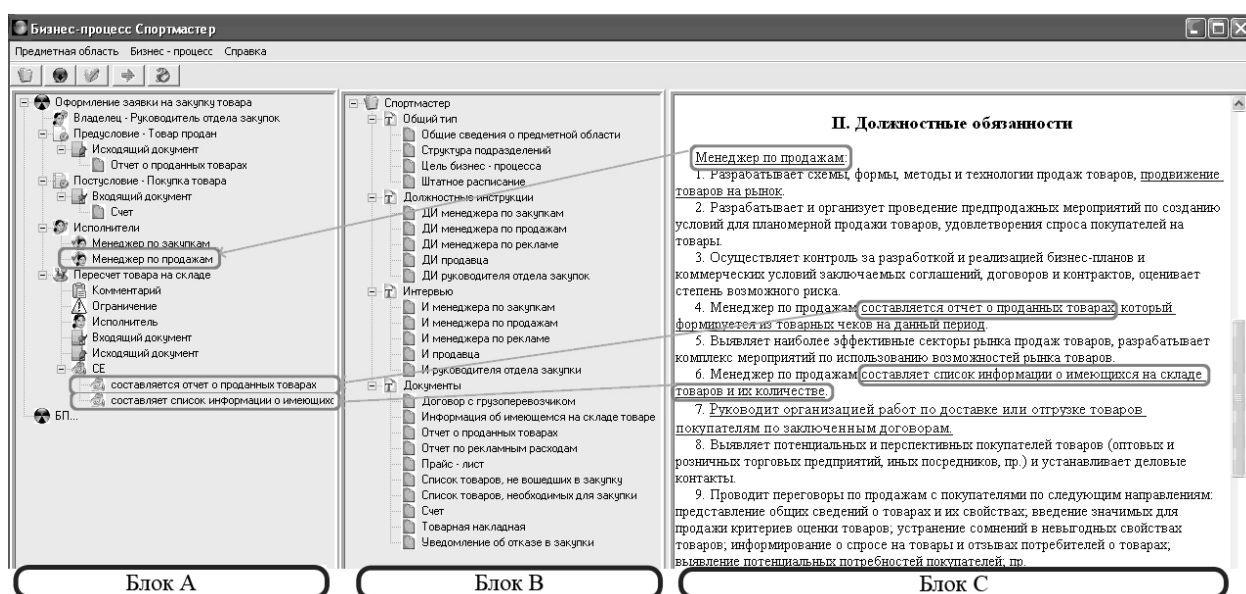 Бизнес-процесс Спортмастер
Предметная область Бизнес - процесс Справка
Оформление заявки на закупку товара
Владелец - Руководитель отдела закупок
Предусловие - Товар продан
Исходящий документ
Отчет о проданных товарах
Постусловие - Покупка товара
Входящий документ
Счет
Исполнители
Менеджер по закупкам
Менеджер по продажам
Пересчет товара на складе
Комментарий
Ограничение
Исполнитель
Входящий документ
Исходящий документ
СЕ
составляется отчет о проданных товарах
составляет список информации о имеющихс
БП...
Блок А
Спортмастер
Общий тип
Общие сведения о предметной области
Структура подразделений
Цель бизнес - процесса
Штатное расписание
Должностные инструкции
ДИ менеджера по закупкам
ДИ менеджера по продажам
ДИ менеджера по рекламе
ДИ продавца
ДИ руководителя отдела закупок
Интервью
И менеджера по закупкам
И менеджера по продажам
И менеджера по рекламе
И продавца
И руководителя отдела закупки
Документы
Договор с грузоперевозчиком
Информация об имеющемся на складе товаре
Отчет о проданных товарах
Отчет по рекламным расходам
Прайс - лист
Список товаров, не вошедших в закупку
Список товаров, необходимых для закупки
Счет
Товарная накладная
Уведомление об отказе в закупки
Блок В
II. Должностные обязанности
Менеджер по продажам:
1. Разрабатывает схемы, формы, методы и технологии продаж товаров, продвижение
товаров на рынок.
2. Разрабатывает и организует проведение предпродажных мероприятий по созданию
условий для планомерной продажи товаров, удовлетворения спроса покупателей на
товары.
3. Осуществляет контроль за разработкой и реализацией бизнес-планов и
коммерческих условий заключаемых соглашений, договоров и контрактов, оценивает
степень возможного риска.
4. Менеджер по продажам составляется отчет о проданных товарах, который
формируется из товарных чеков на данный период.
5. Выявляет наиболее эффективные секторы рынка продаж товаров, разрабатывает
комплекс мероприятий по использованию возможностей рынка товаров.
6. Менеджер по продажам составляет список информации о имеющихся на складе
товаров и их количестве.
7. Руководит организацией работ по доставке или отгрузке товаров
покупателям по заключенным договорам.
8. Выявляет потенциальных и перспективных покупателей товаров (оптовых и
розничных торговых предприятий, иных посредников, пр.) и устанавливает деловые
контакты.
9. Проводит переговоры по продажам с покупателями по следующим направлениям:
представление общих сведений о товарах и их свойствах; введение значимых для
продажи критериев оценки товаров; устранение сомнений в невыгодных свойствах
товаров; информирование о спросе на товары и отзывах потребителей о товарах;
выявление потенциальных потребностей покупателей; пр.
Блок С